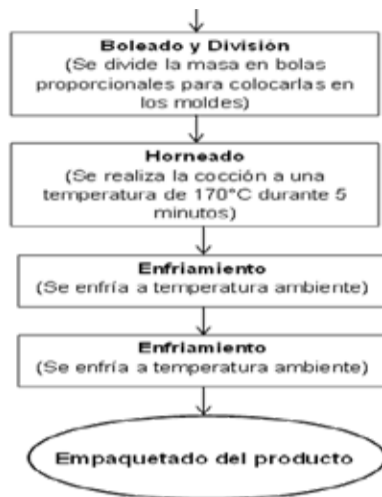 Boleado y División
(Se divide la masa en bolas
proporcionales para colocarlas en
los moldes)
Horneado
(Se realiza la cocción a una
temperatura de 170°C durante 5
minutos)
Enfriamiento
(Se enfría a temperatura ambiente)
Enfriamiento
(Se enfría a temperatura ambiente)
Empaquetado del producto